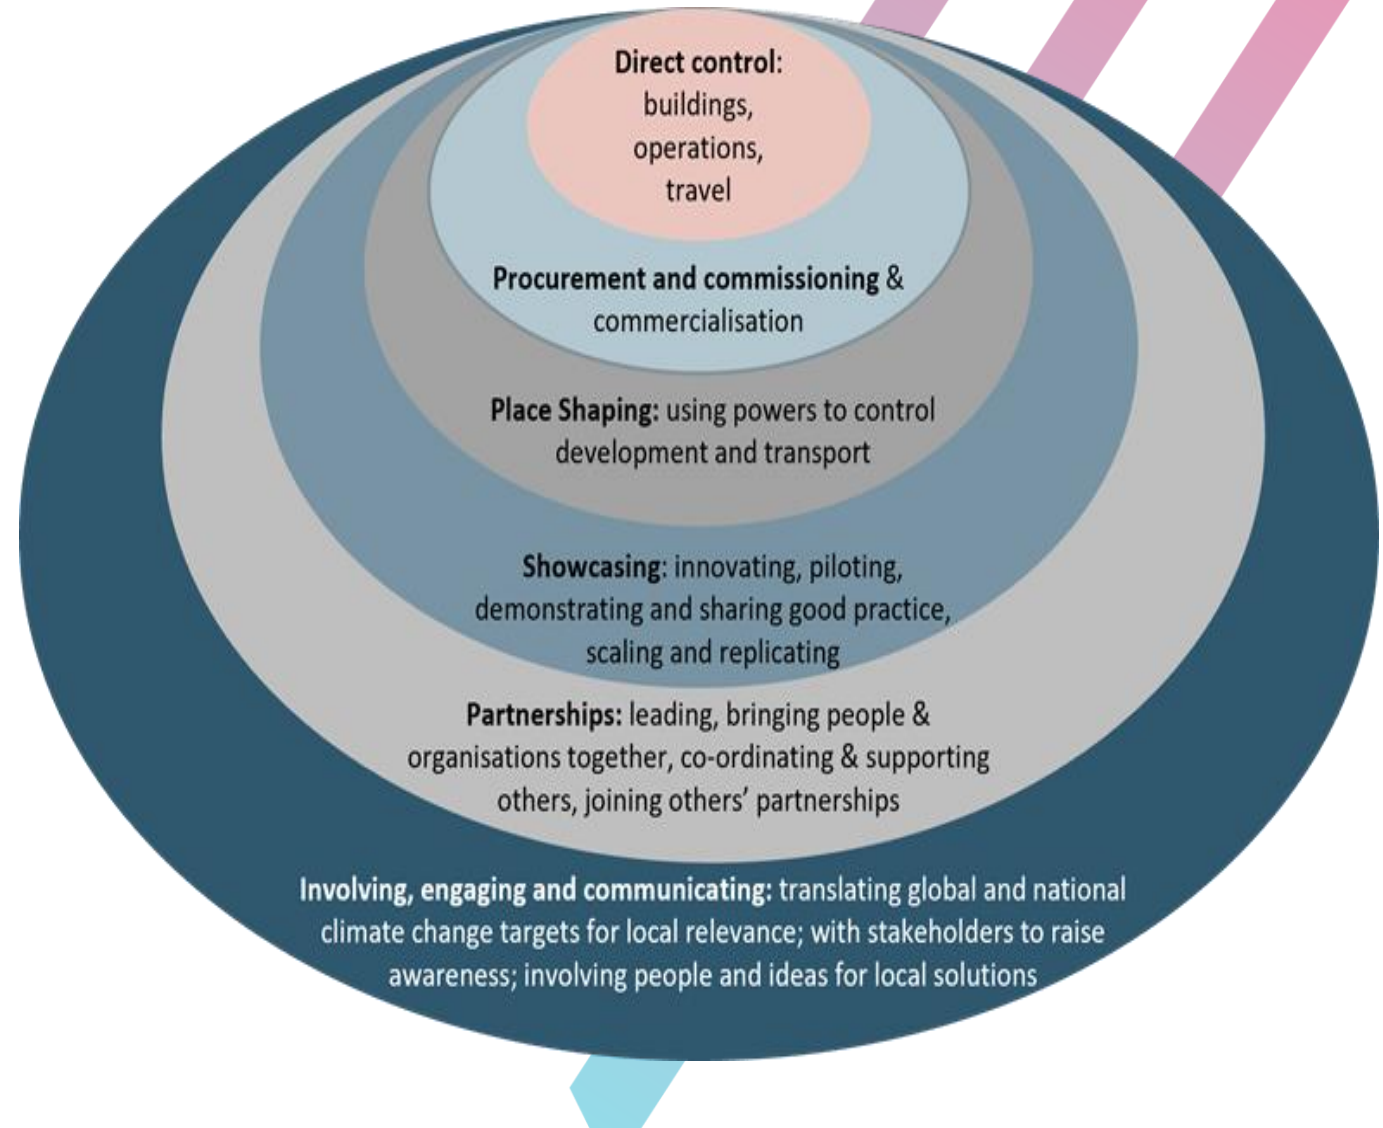 Direct control:
buildings,
operations,
travel
Procurement and commissioning &
commercialisation
Place Shaping: using powers to control
development and transport
Showcasing: innovating, piloting,
demonstrating and sharing good practice,
scaling and replicating
Partnerships: leading, bringing people &
organisations together, co-ordinating & supporting
others, joining others’ partnerships
Involving, engaging and communicating: translating global and national
climate change targets for local relevance; with stakeholders to raise
awareness; involving people and ideas for local solutions